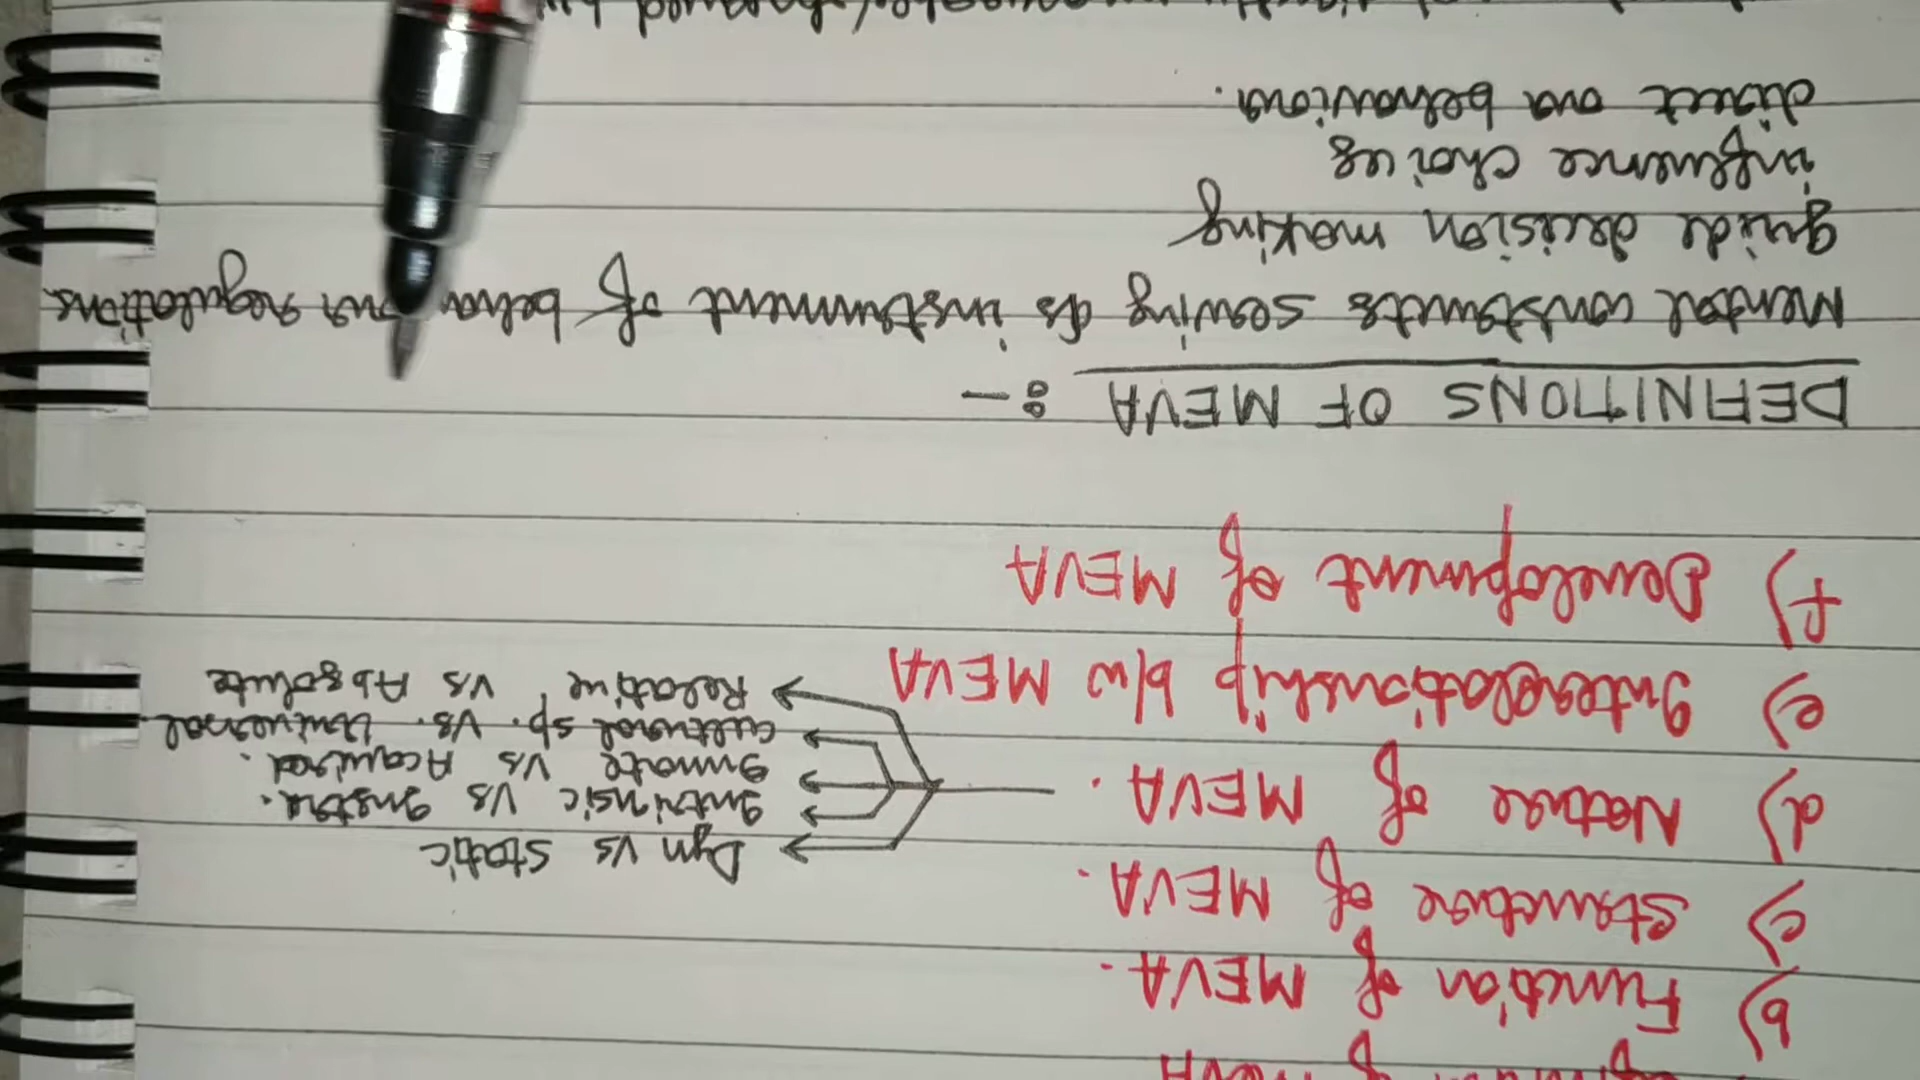 of MEVA
b) Function of MEVA.
c) Structure of MEVA.
d) Nature of MEVA.
Dyn vs Static
Intrinsic vs Instru.
Innate vs Acquired.
Cultural sp. vs. Universal
Relative vs Absolute
e) Interrelationship b/w MEVA
f) Development of MEVA
DEFINITIONS OF MEVA :-
Mental constructs serving as instrument of regulations
guide decision making
influence choices
direct our behaviour.